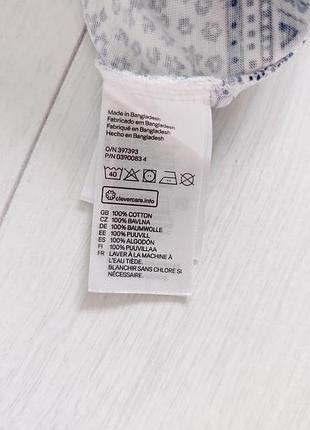 Made in Bangladesh
Fabricado em Bangladesh
Fabriqué en Bangladesh
Hecho en Bangladesh
O/N 397393
P/N 0390083 4
40
clevercare.info
GB 100% COTTON
CZ 100% BAVLNA
DE 100% BAUMWOLLE
EE 100% PUUVILL
ES 100% ALGODÓN
FI 100% PUUVILLAA
FR LAVER À LA MACHINE À
L'EAU TIÈDE.
BLANCHIR SANS CHLORE SI
NÉCESSAIRE.